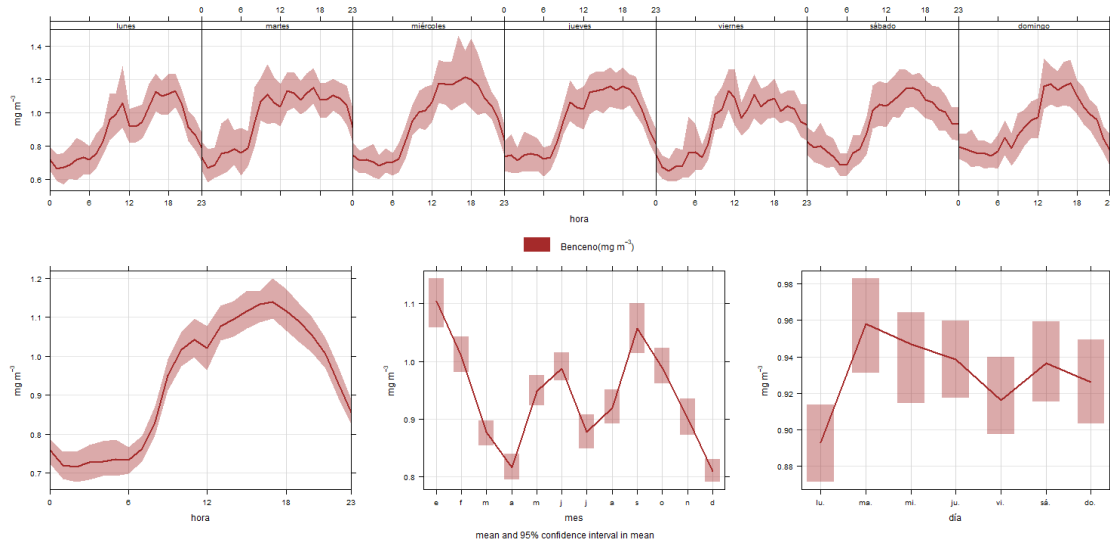 0 6 12 18 23 0 6 12 18 23 0 6 12 18 23
lunes martes miércoles jueves viernes sábado domingo
1.4
1.2
1.0
0.8
0.6
mg m⁻³
0 6 12 18 23 0 6 12 18 23 0 6 12 18 23 0 6 12 18 23
hora
Benceno(mg m⁻³)
1.2
1.1
1.0
0.9
0.8
0.7
mg m⁻³
0 6 12 18 23
hora
1.1
1.0
0.9
0.8
mg m⁻³
e f m a m j j a s o n d
mes
0.98
0.96
0.94
0.92
0.90
0.88
mg m⁻³
lu. ma. mi. ju. vi. sá. do.
día
mean and 95% confidence interval in mean